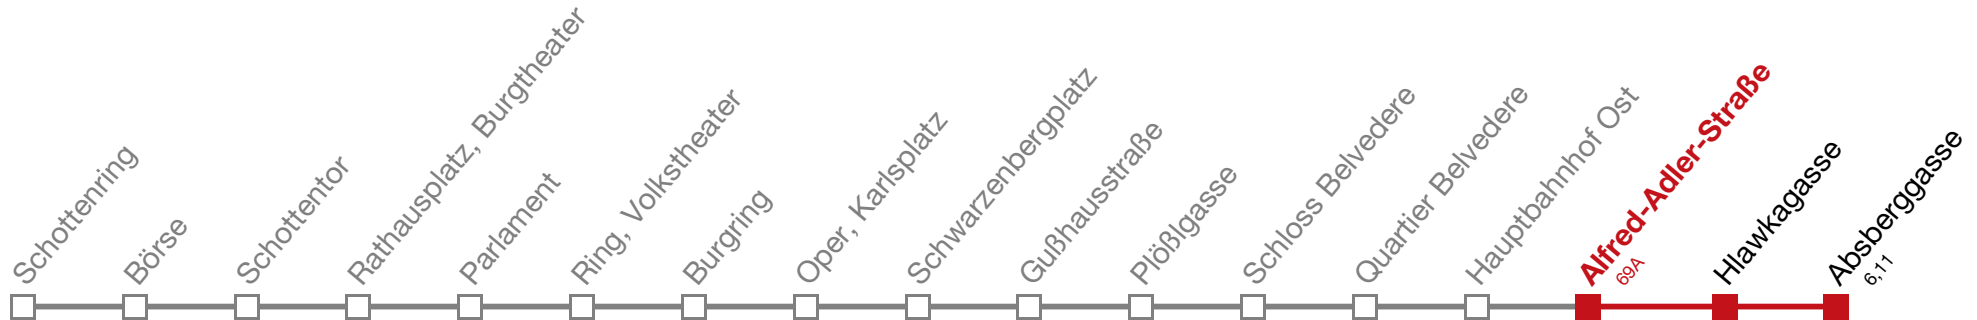 Schottenring
Börse
Schottentor
Rathausplatz, Burgtheater
Parlament
Ring, Volkstheater
Burgring
Oper, Karlsplatz
Schwarzenbergplatz
Gußhausstraße
Plößlgasse
Schloss Belvedere
Quartier Belvedere
Hauptbahnhof Ost
Alfred-Adler-Straße
69A
Hlawkagasse
Absberggasse
6,11